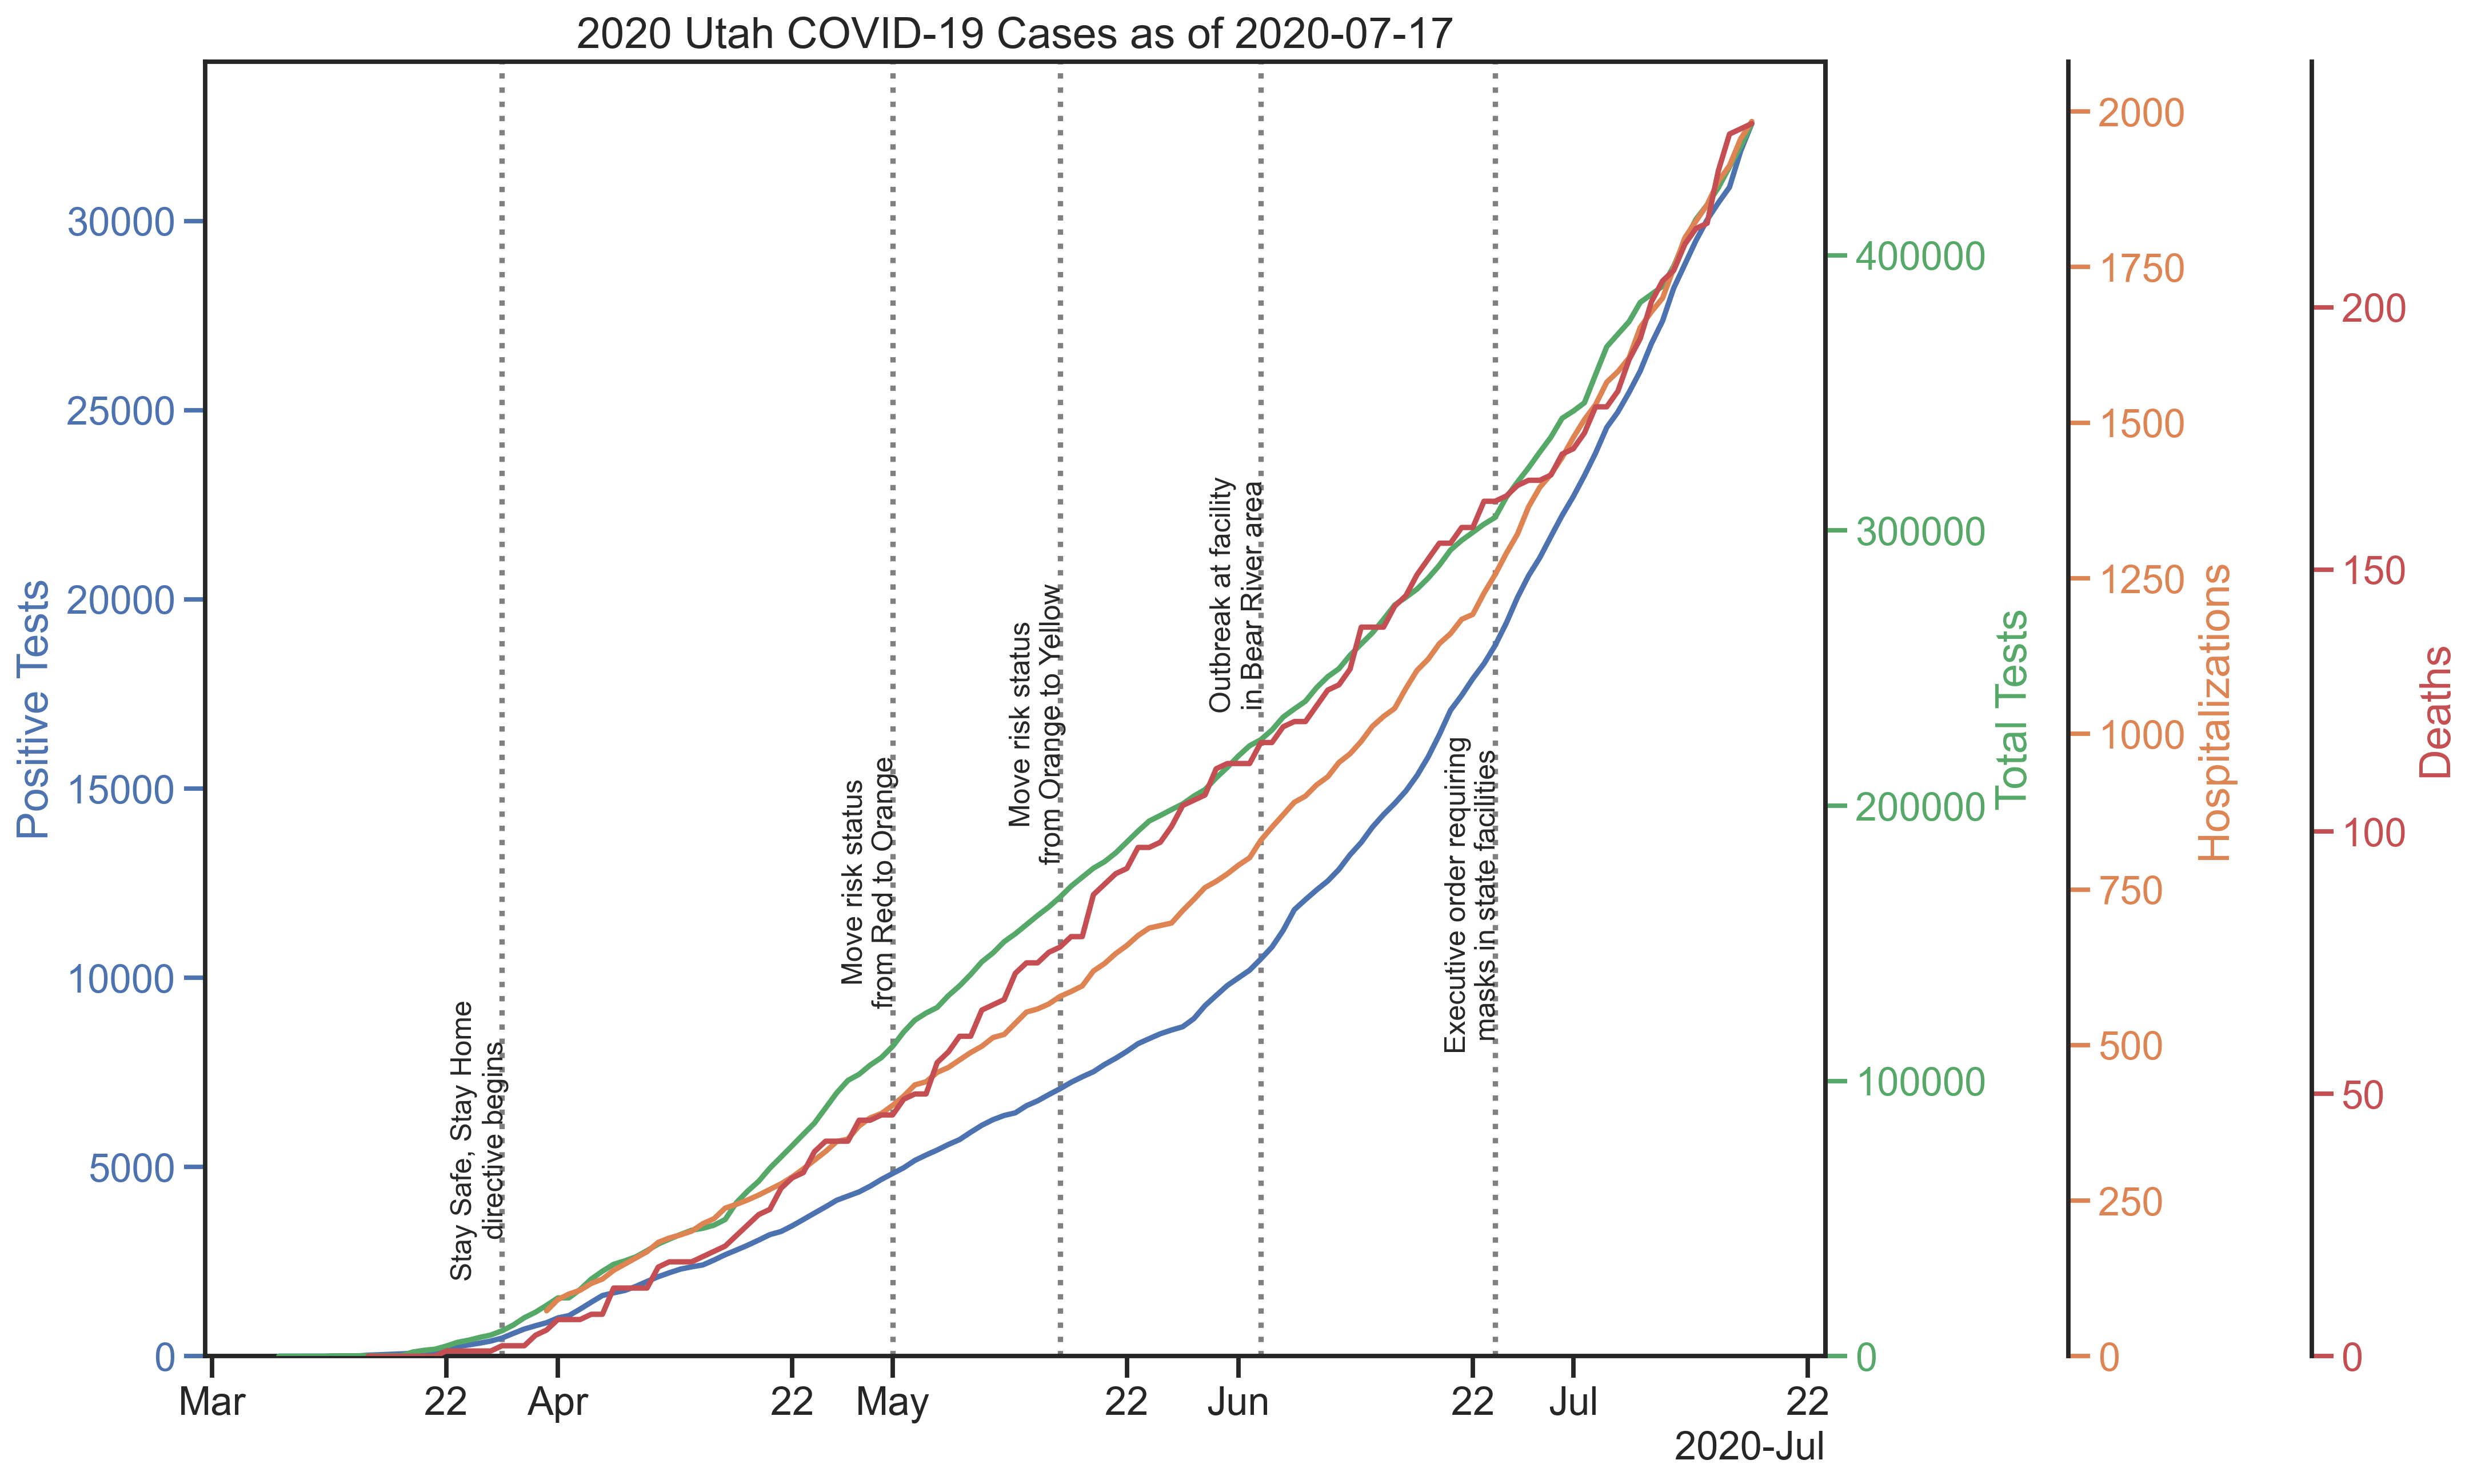 2020 Utah COVID-19 Cases as of 2020-07-17
Positive Tests
30000
25000
20000
15000
10000
5000
0
Stay Safe, Stay Home
directive begins
Move risk status
from Red to Orange
Move risk status
from Orange to Yellow
Outbreak at facility
in Bear River area
Executive order requiring
masks in state facilities
400000
300000
200000
100000
0
Total Tests
2000
1750
1500
1250
1000
750
500
250
0
Hospitalizations
200
150
100
50
0
Deaths
Mar 22 Apr 22 May 22 Jun 22 Jul 22
2020-Jul